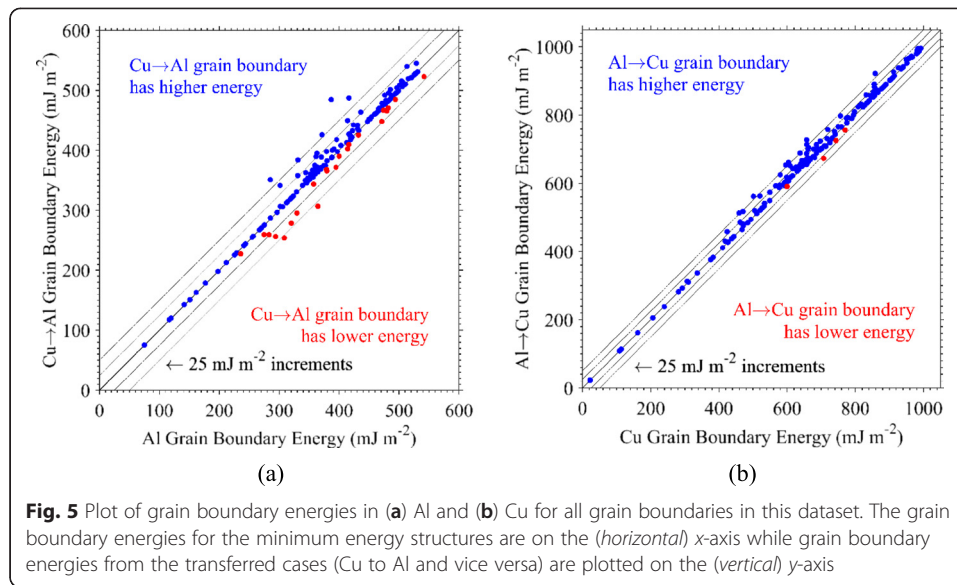 600
500
400
300
200
100
0
Cu→Al Grain Boundary Energy (mJ m⁻²)
Cu→Al grain boundary
has higher energy
Cu→Al grain boundary
has lower energy
← 25 mJ m⁻² increments
0 100 200 300 400 500 600
Al Grain Boundary Energy (mJ m⁻²)
(a)
1000
800
600
400
200
0
Al→Cu Grain Boundary Energy (mJ m⁻²)
Al→Cu grain boundary
has higher energy
Al→Cu grain boundary
has lower energy
← 25 mJ m⁻² increments
0 200 400 600 800 1000
Cu Grain Boundary Energy (mJ m⁻²)
(b)
Fig. 5 Plot of grain boundary energies in (a) Al and (b) Cu for all grain boundaries in this dataset. The grain
boundary energies for the minimum energy structures are on the (horizontal) x-axis while grain boundary
energies from the transferred cases (Cu to Al and vice versa) are plotted on the (vertical) y-axis